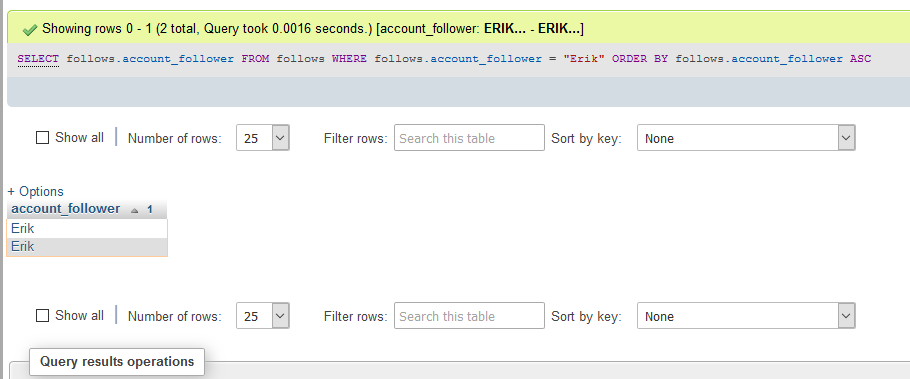 Showing rows 0 - 1 (2 total, Query took 0.0016 seconds.) [account_follower: ERIK... - ERIK...]
SELECT follows.account_follower FROM follows WHERE follows.account_follower = "Erik" ORDER BY follows.account_follower ASC
Show all Number of rows: 25 Filter rows: Search this table Sort by key: None
+ Options
account_follower 1
Erik
Erik
Show all Number of rows: 25 Filter rows: Search this table Sort by key: None
Query results operations